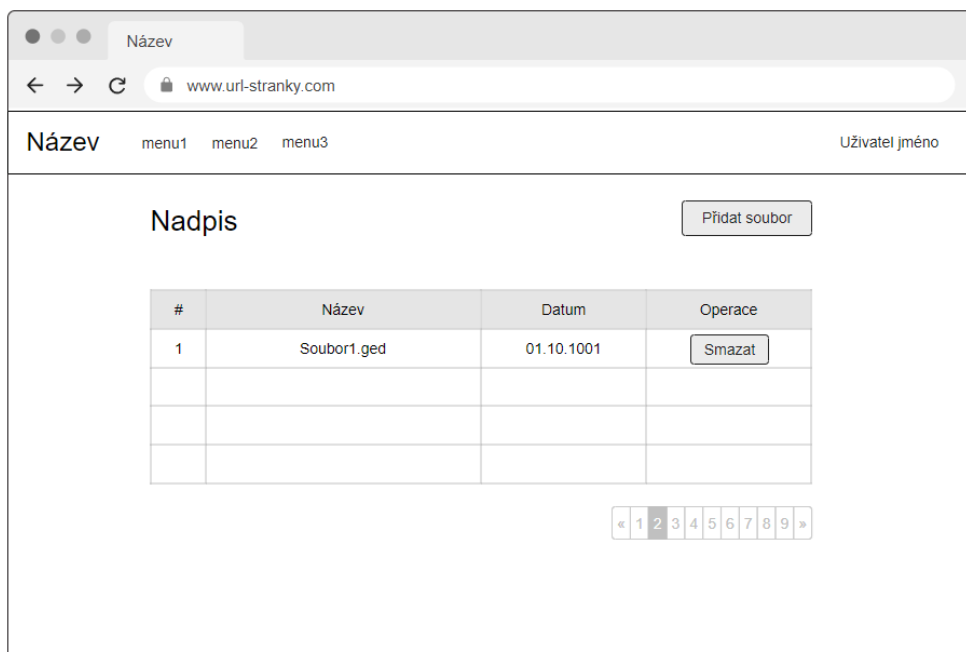 Název
www.url-stranky.com
Název menu1 menu2 menu3 Uživatel jméno
Nadpis Přidat soubor
# Název Datum Operace
1 Soubor1.ged 01.10.1001 Smazat
« 1 2 3 4 5 6 7 8 9 »